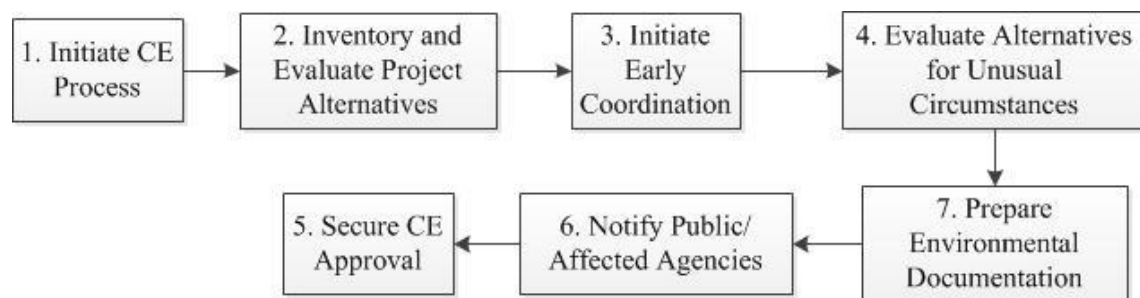 1. Initiate CE
Process
2. Inventory and
Evaluate Project
Alternatives
3. Initiate
Early
Coordination
4. Evaluate Alternatives
for Unusual
Circumstances
5. Secure CE
Approval
6. Notify Public/
Affected Agencies
7. Prepare
Environmental
Documentation